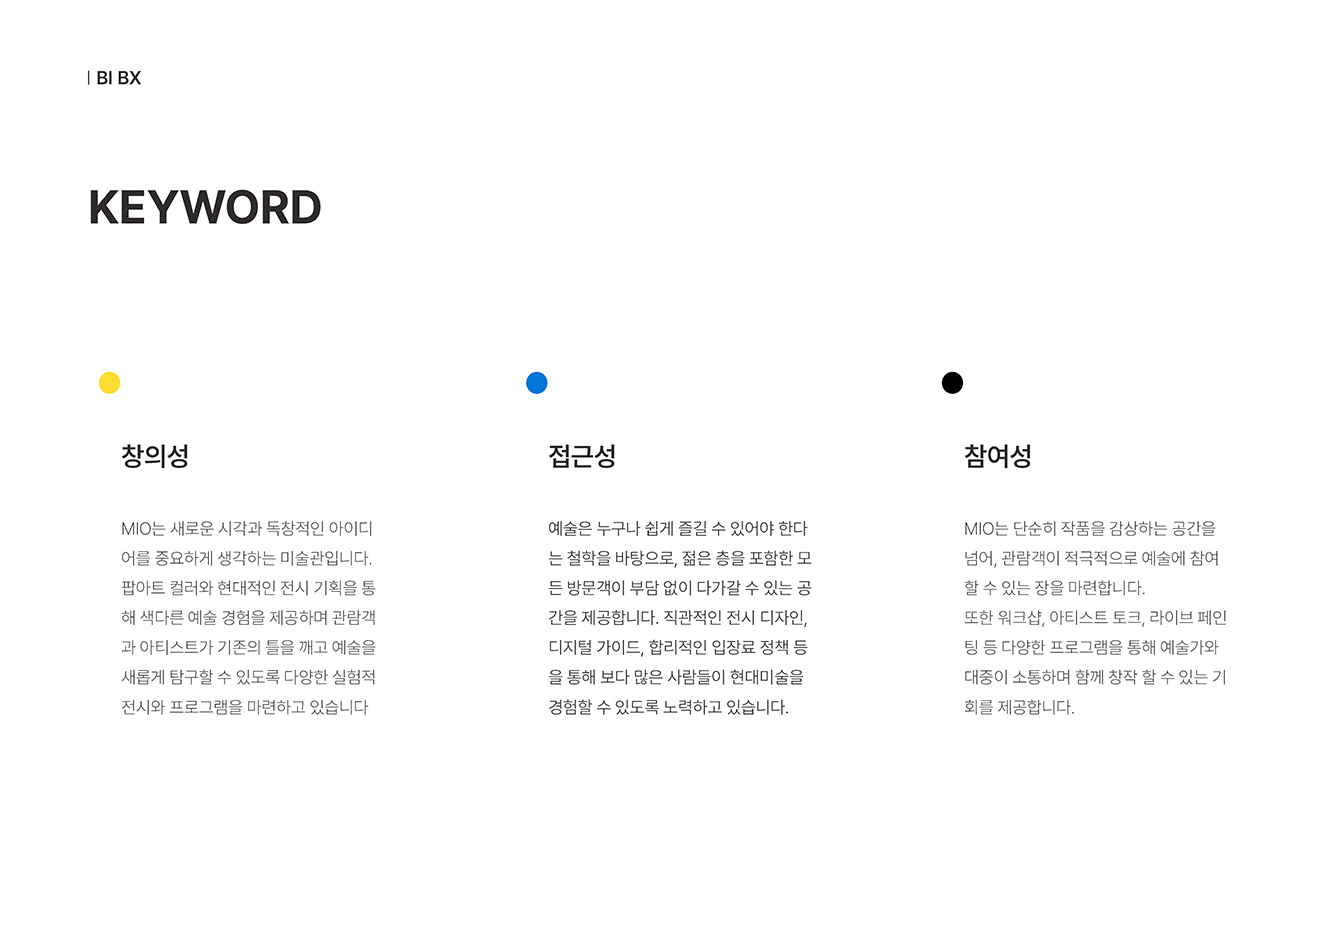 | BI BX
KEYWORD
창의성
MIO는 새로운 시각과 독창적인 아이디
어를 중요하게 생각하는 미술관입니다.
팝아트 컬러와 현대적인 전시 기획을 통
해 색다른 예술 경험을 제공하며 관람객
과 아티스트가 기존의 틀을 깨고 예술을
새롭게 탐구할 수 있도록 다양한 실험적
전시와 프로그램을 마련하고 있습니다
접근성
예술은 누구나 쉽게 즐길 수 있어야 한다
는 철학을 바탕으로, 젊은 층을 포함한 모
든 방문객이 부담 없이 다가갈 수 있는 공
간을 제공합니다. 직관적인 전시 디자인,
디지털 가이드, 합리적인 입장료 정책 등
을 통해 보다 많은 사람들이 현대미술을
경험할 수 있도록 노력하고 있습니다.
참여성
MIO는 단순히 작품을 감상하는 공간을
넘어, 관람객이 적극적으로 예술에 참여
할 수 있는 장을 마련합니다.
또한 워크샵, 아티스트 토크, 라이브 페인
팅 등 다양한 프로그램을 통해 예술가와
대중이 소통하며 함께 창작 할 수 있는 기
회를 제공합니다.